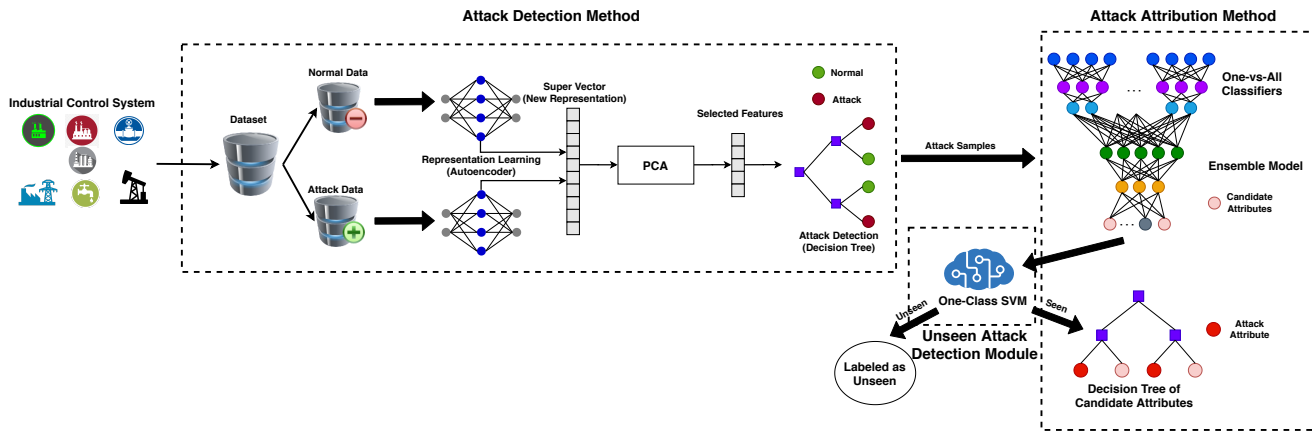 Attack Detection Method
Attack Attribution Method
Industrial Control System
Dataset
Normal Data
Attack Data
Representation Learning
(Autoencoder)
Super Vector
(New Representation)
PCA
Selected Features
Normal
Attack
Attack Detection
(Decision Tree)
Attack Samples
One-vs-All
Classifiers
...
Ensemble Model
Candidate
Attributes
...
One-Class SVM
Unseen
Seen
Unseen Attack
Detection Module
Labeled as
Unseen
Attack
Attribute
Decision Tree of
Candidate Attributes